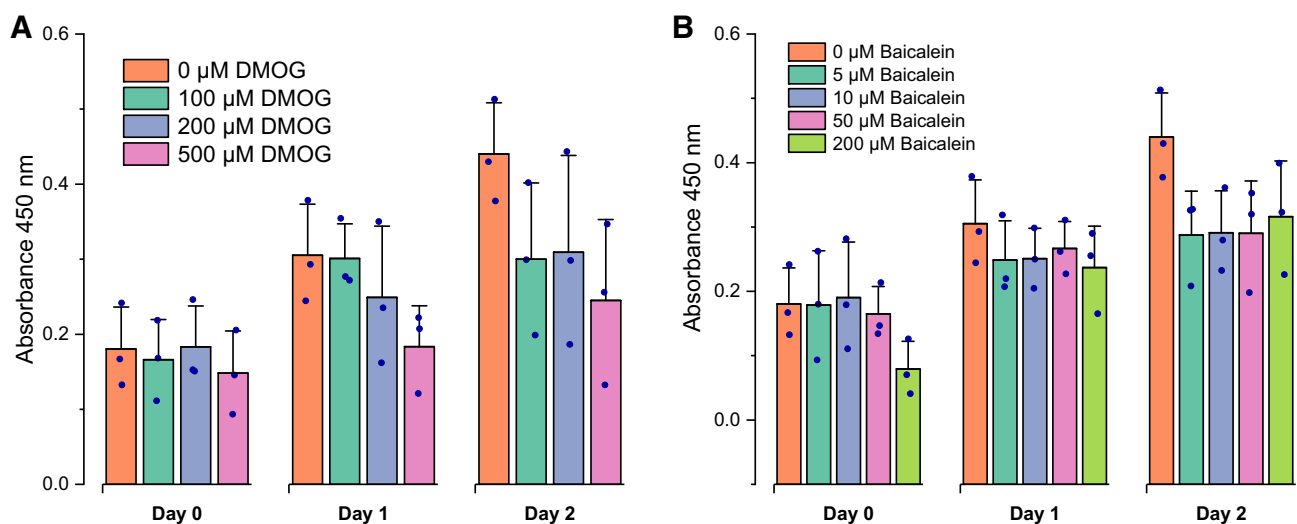 A
Absorbance 450 nm
0.6
0.4
0.2
0.0
0 µM DMOG
100 µM DMOG
200 µM DMOG
500 µM DMOG
Day 0
Day 1
Day 2
B
Absorbance 450 nm
0.6
0.4
0.2
0.0
0 µM Baicalein
5 µM Baicalein
10 µM Baicalein
50 µM Baicalein
200 µM Baicalein
Day 0
Day 1
Day 2